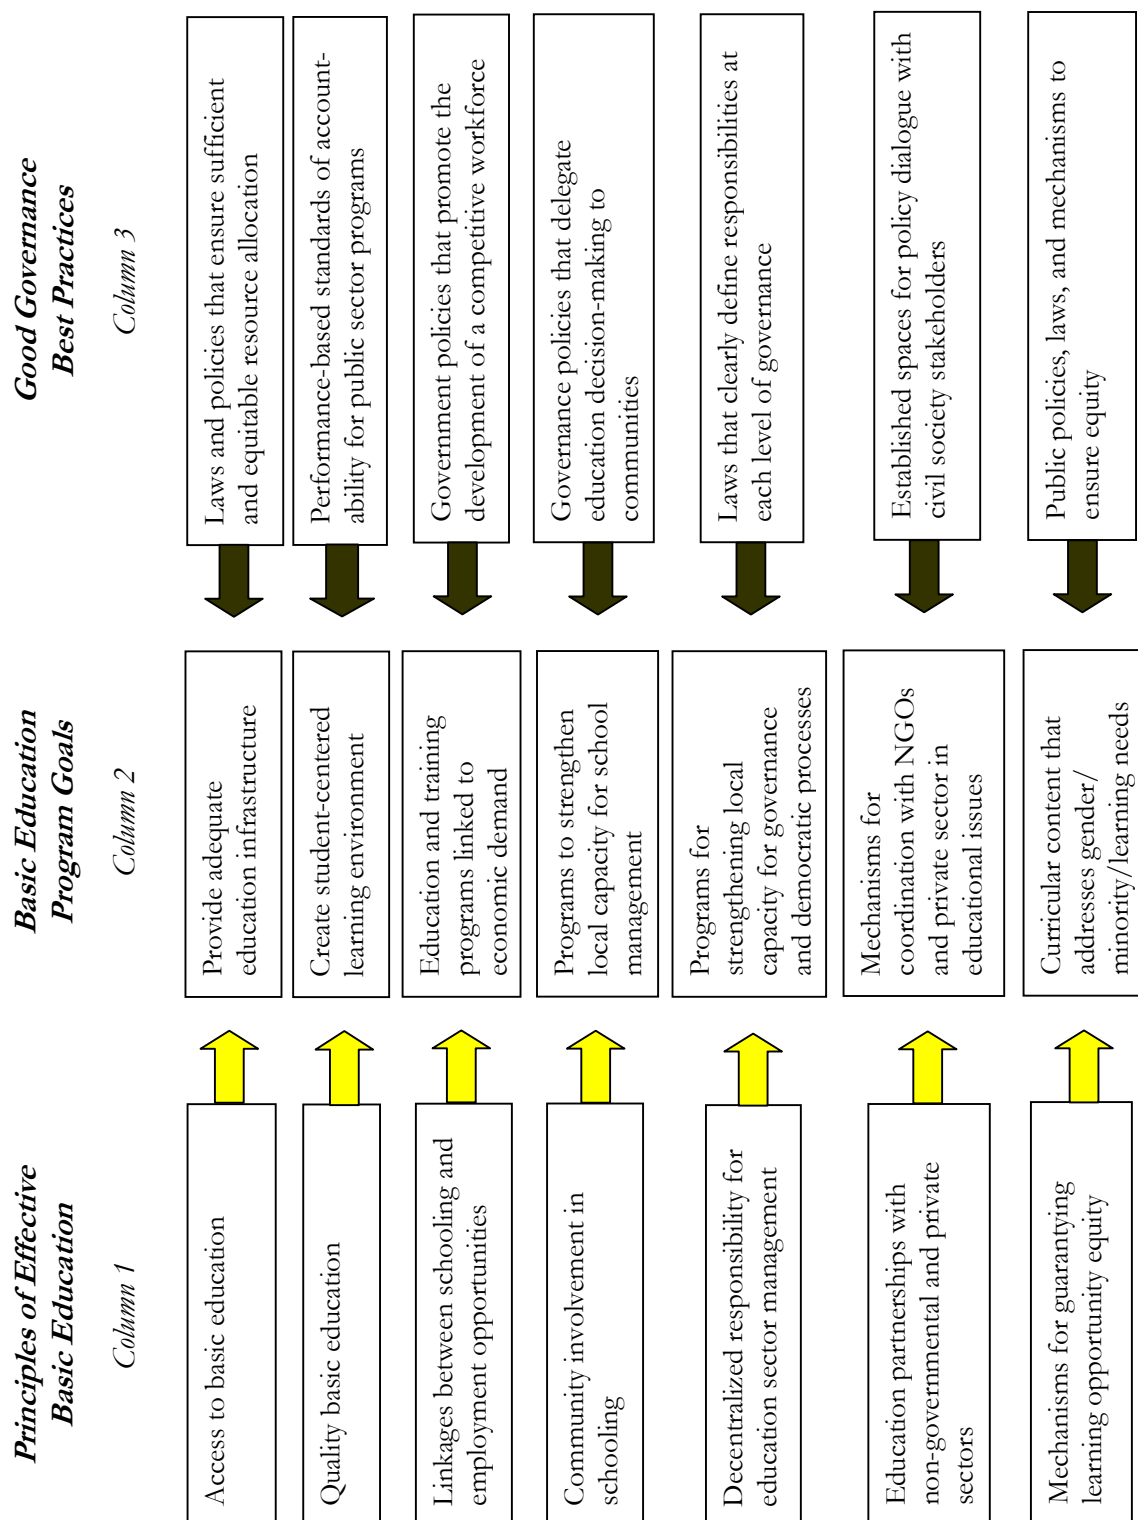 Principles of Effective
Basic Education
Column 1
Access to basic education
Quality basic education
Linkages between schooling and
employment opportunities
Community involvement in
schooling
Decentralized responsibility for
education sector management
Education partnerships with
non-governmental and private
sectors
Mechanisms for guarantying
learning opportunity equity
Basic Education
Program Goals
Column 2
Provide adequate
education infrastructure
Create student-centered
learning environment
Education and training
programs linked to
economic demand
Programs to strengthen
local capacity for school
management
Programs for
strengthening local
capacity for governance
and democratic processes
Mechanisms for
coordination with NGOs
and private sector in
educational issues
Curricular content that
addresses gender/
minority/learning needs
Good Governance
Best Practices
Column 3
Laws and policies that ensure sufficient
and equitable resource allocation
Performance-based standards of account-
ability for public sector programs
Government policies that promote the
development of a competitive workforce
Governance policies that delegate
education decision-making to
communities
Laws that clearly define responsibilities at
each level of governance
Established spaces for policy dialogue with
civil society stakeholders
Public policies, laws, and mechanisms to
ensure equity